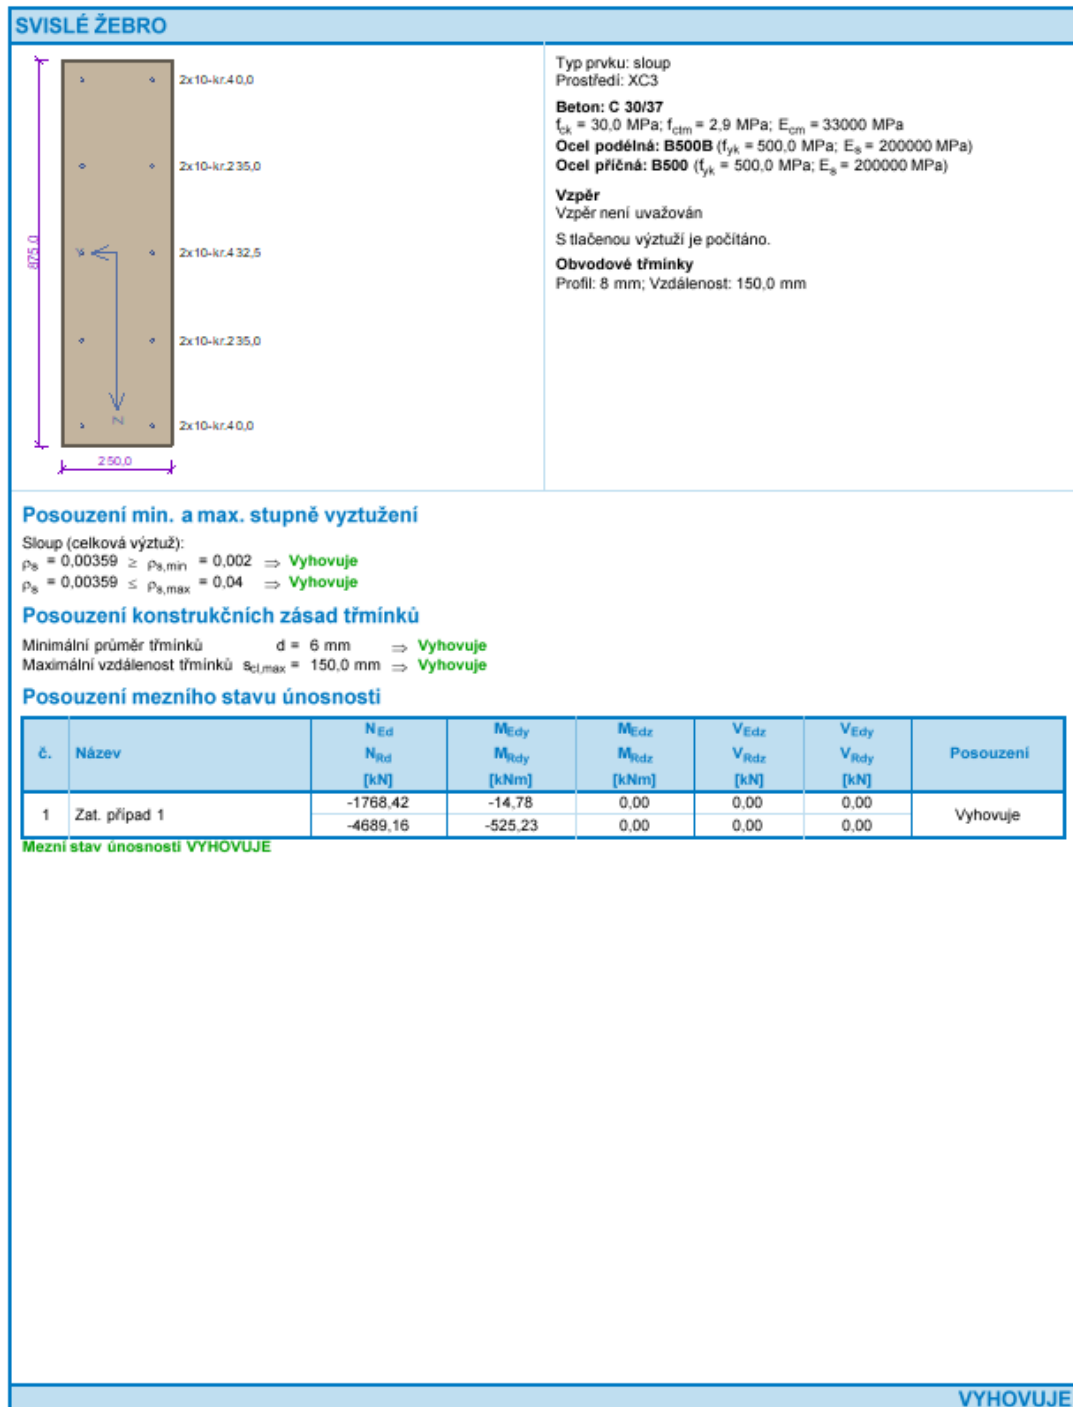 SVISLÉ ŽEBRO
2x10-kr.40,0
2x10-kr.235,0
2x10-kr.432,5
2x10-kr.235,0
2x10-kr.40,0
875,0
250,0
Y
Z
Typ prvku: sloup
Prostředí: XC3
Beton: C 30/37
fck = 30,0 MPa; fctm = 2,9 MPa; Ecm = 33000 MPa
Ocel podélná: B500B (fyk = 500,0 MPa; Es = 200000 MPa)
Ocel příčná: B500 (fyk = 500,0 MPa; Es = 200000 MPa)
Vzpěr
Vzpěr není uvažován
S tlačenou výztuží je počítáno.
Obvodové třmínky
Profil: 8 mm; Vzdálenost: 150,0 mm
Posouzení min. a max. stupně vyztužení
Sloup (celková výztuž):
ρs = 0,00359 ≥ ρs,min = 0,002 ⇒ Vyhovuje
ρs = 0,00359 ≤ ρs,max = 0,04 ⇒ Vyhovuje
Posouzení konstrukčních zásad třmínků
Minimální průměr třmínků d = 6 mm ⇒ Vyhovuje
Maximální vzdálenost třmínků scl,max = 150,0 mm ⇒ Vyhovuje
Posouzení mezního stavu únosnosti
č. Název NEd MEdy MEdz VEdz VEdy Posouzení
NRd MRdy MRdz VRdz VRdy
[kN] [kNm] [kNm] [kN] [kN]
1 Zat. případ 1 -1768,42 -14,78 0,00 0,00 0,00 Vyhovuje
-4689,16 -525,23 0,00 0,00 0,00
Mezní stav únosnosti VYHOVUJE
VYHOVUJE